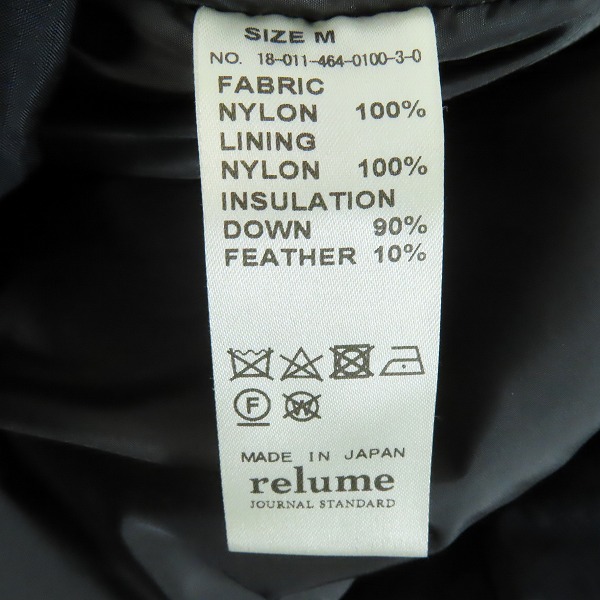 SIZE M
NO. 18-011-464-0100-3-0
FABRIC
NYLON 100%
LINING
NYLON 100%
INSULATION
DOWN 90%
FEATHER 10%
F W
MADE IN JAPAN
relume
JOURNAL STANDARD